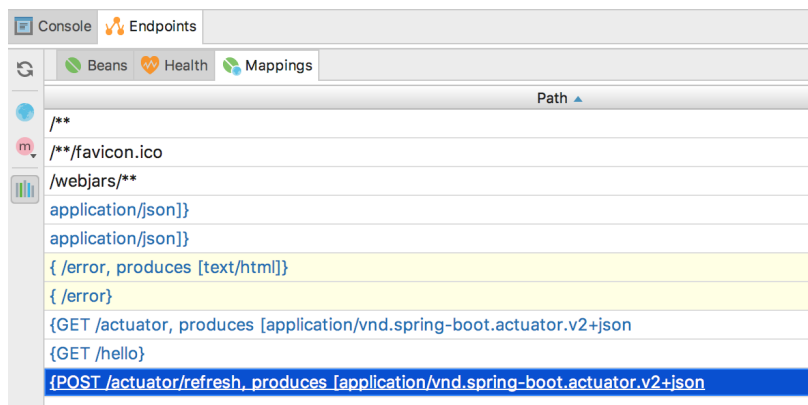 Console Endpoints
Beans Health Mappings
Path
/**
m
/**/favicon.ico
/webjars/**
application/json]}
application/json]}
{ /error, produces [text/html]}
{ /error}
{GET /actuator, produces [application/vnd.spring-boot.actuator.v2+json
{GET /hello}
{POST /actuator/refresh, produces [application/vnd.spring-boot.actuator.v2+json